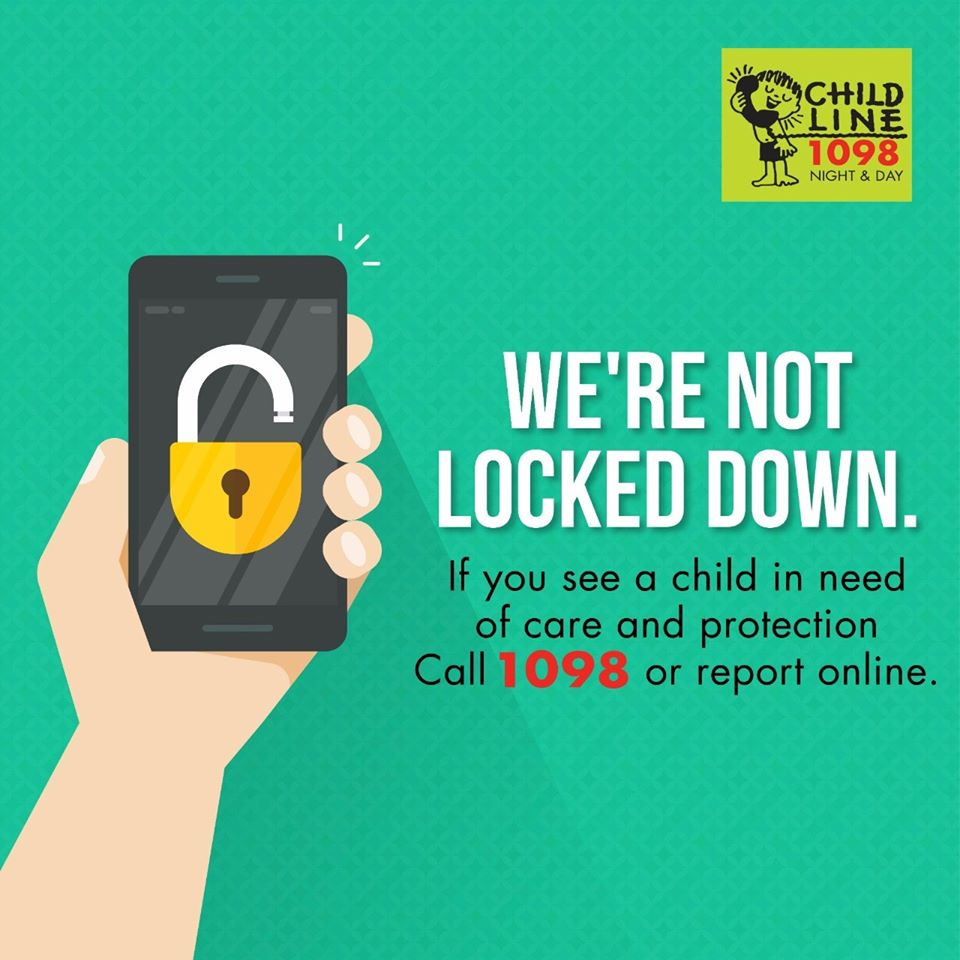 CHILD
LINE
1098
NIGHT & DAY
WE'RE NOT
LOCKED DOWN.
If you see a child in need
of care and protection
Call 1098 or report online.